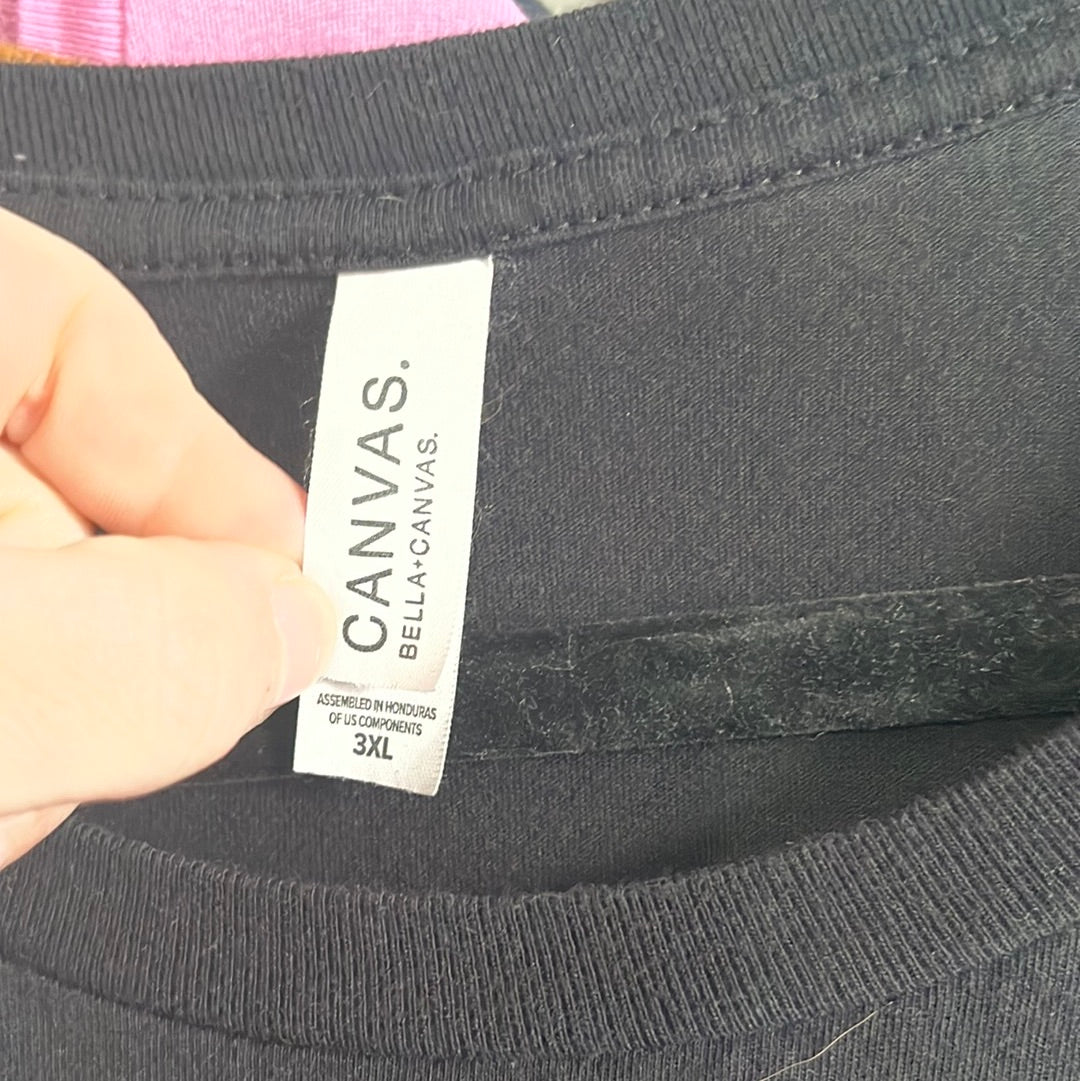 CANVAS.
BELLA+CANVAS.
ASSEMBLED IN HONDURAS
OF US COMPONENTS
3XL